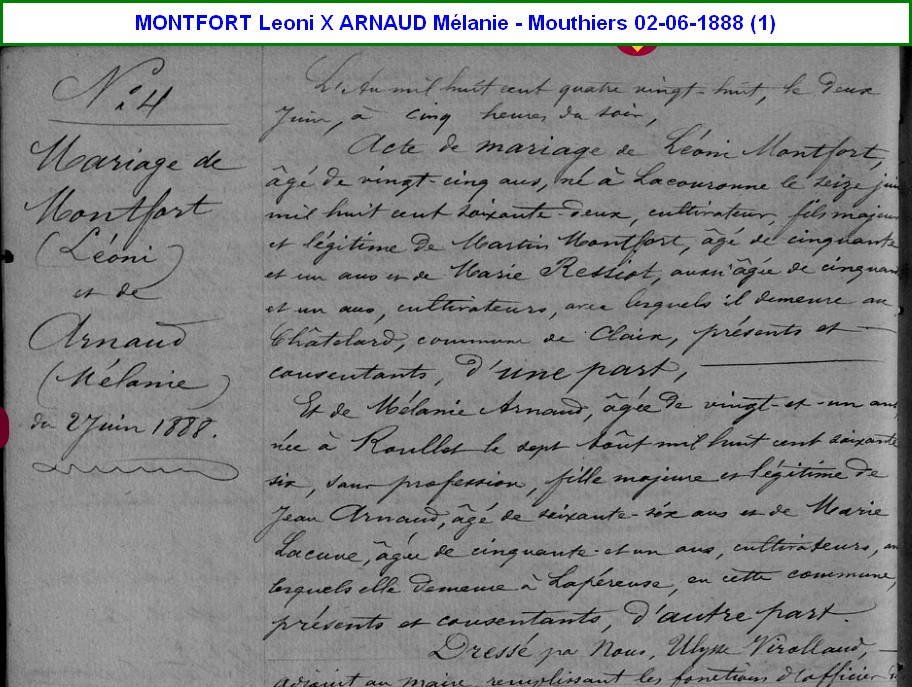 MONTFORT Leoni X ARNAUD Mélanie - Mouthiers 02-06-1888 (1)
N° 4
Mariage de
Montfort
(Léoni)
et de
Arnaud
(Mélanie)
du 2 Juin 1888.
L'An mil huit cent quatre vingt-huit, le deux
Juin, à cinq heures du soir,
Acte de mariage de Léoni Montfort,
âgé de vingt-cinq ans, né à Lacouronne le seize
mil huit cent soixante-deux, cultivateur, fils majeur
et légitime de Martin Montfort, âgé de cinquante
et un ans et de Marie Ressiot, aussi âgée de cinquan
et un ans, cultivateurs, avec lesquels il demeure au
Châtelard, commune de Claix, présents et
consentants, d'une part,
Et de Mélanie Arnaud, âgée de vingt-et-un ans,
née à Roullet le sept août mil huit cent soixante
six, sans profession, fille majeure et légitime de
Jean Arnaud, âgé de soixante-six ans et de Marie
Lacuve, âgée de cinquante-et-un ans, cultivateurs,
lesquels elle demeure à Lapéreuse, en cette commune,
présents et consentants, d'autre part.
Dressé par Nous, Ulysse Virolland,
adjoint au maire, remplissant les fonctions d'officier